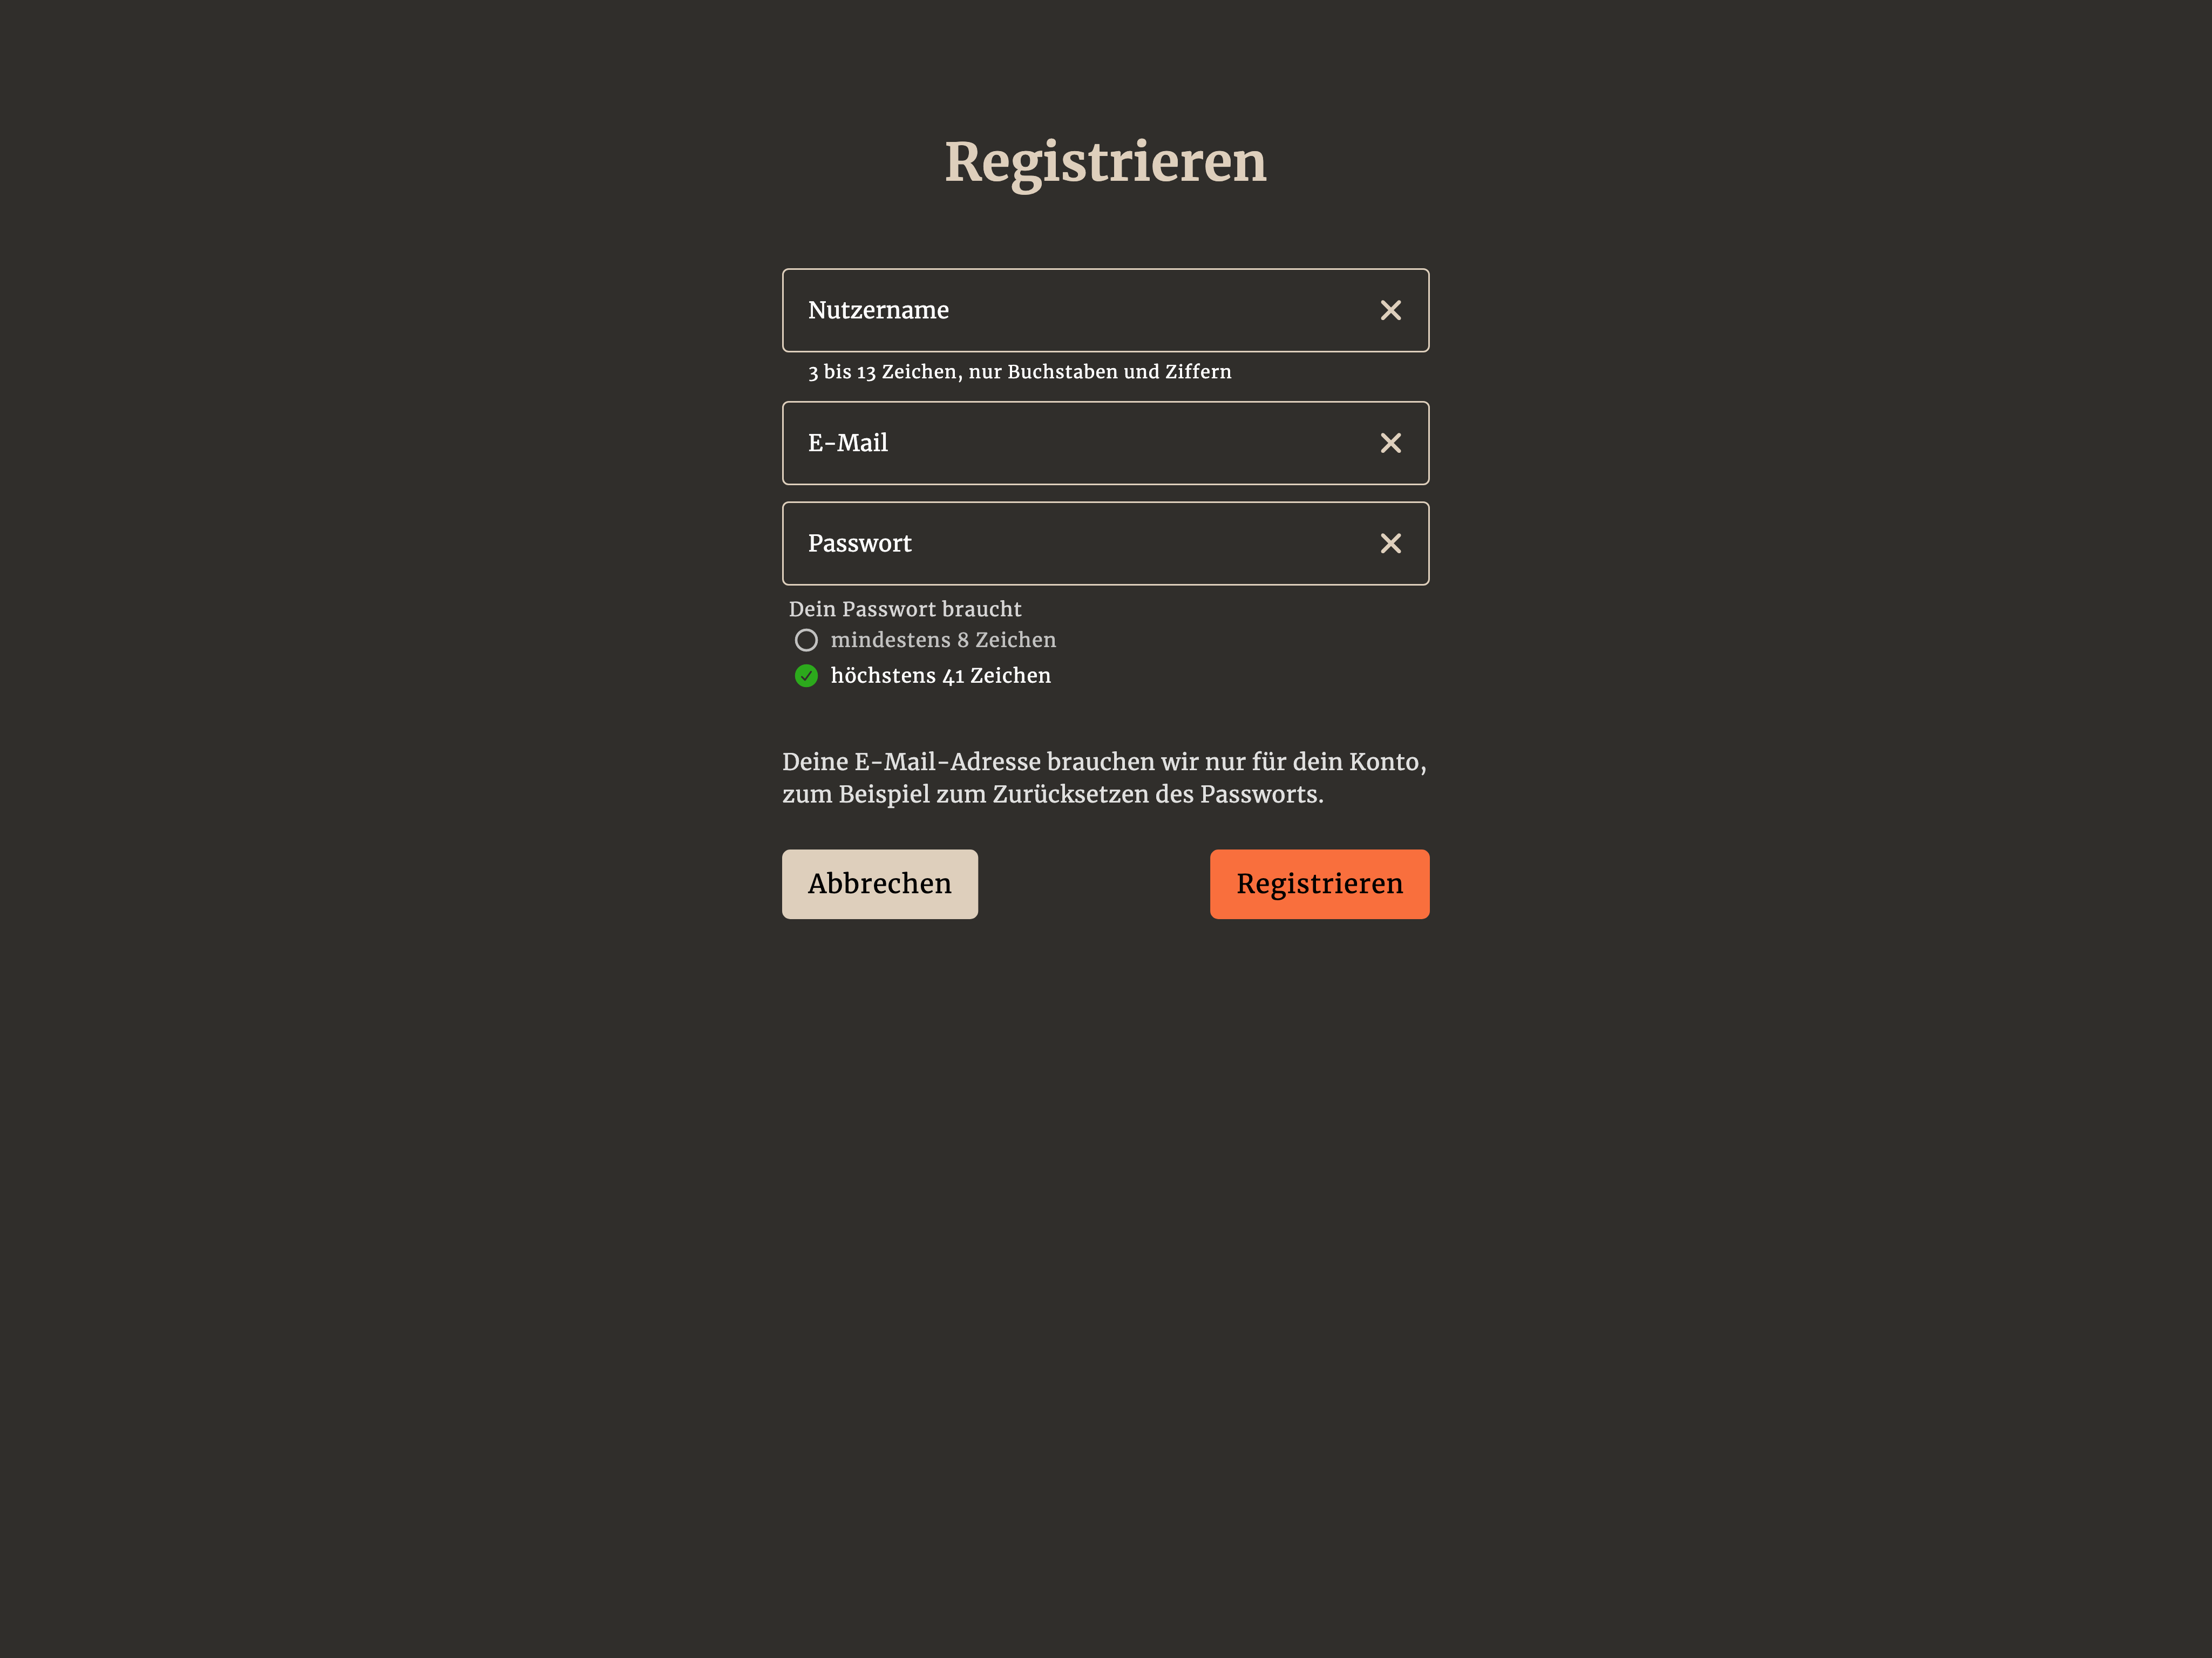 Registrieren
Nutzername
3 bis 13 Zeichen, nur Buchstaben und Ziffern
E-Mail
Passwort
Dein Passwort braucht
mindestens 8 Zeichen
höchstens 41 Zeichen
Deine E-Mail-Adresse brauchen wir nur für dein Konto,
zum Beispiel zum Zurücksetzen des Passworts.
Abbrechen
Registrieren